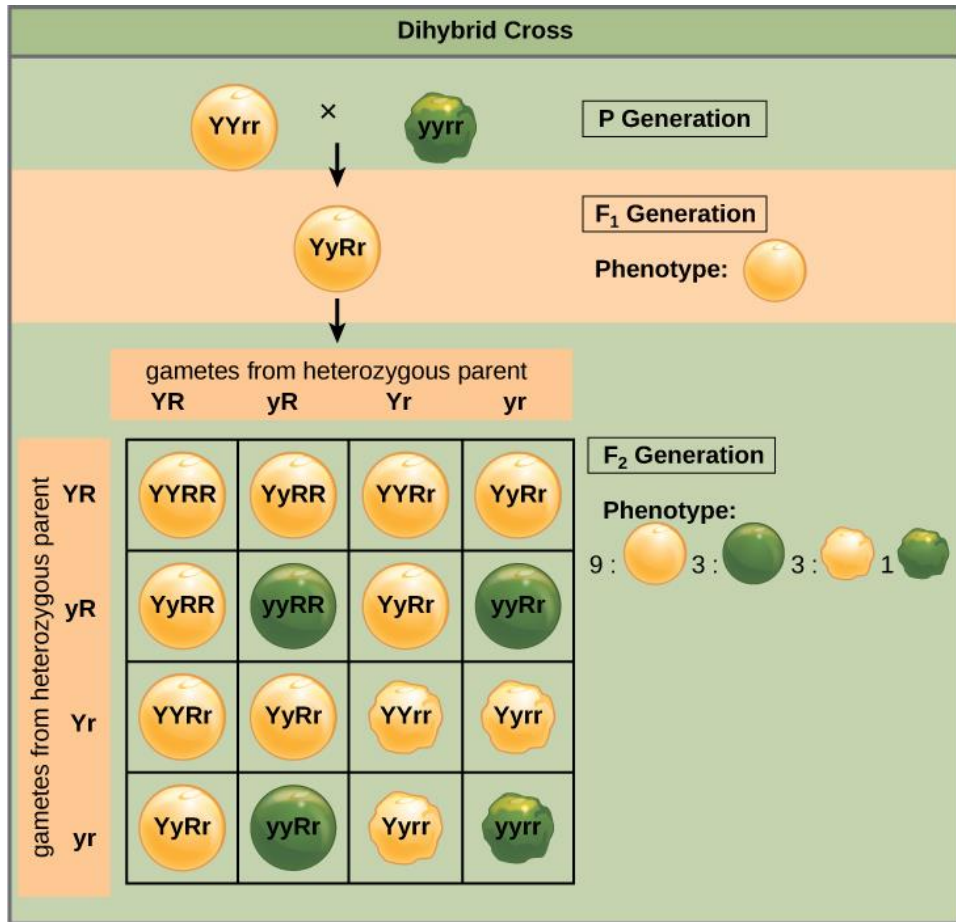 Dihybrid Cross
YYrr × yyrr
P Generation
YyRr
F₁ Generation
Phenotype:
gametes from heterozygous parent
YR yR Yr yr
gametes from heterozygous parent
YR YYRR YyRR YYRr YyRr
yR YyRR yyRR YyRr yyRr
Yr YYRr YyRr YYrr Yyrr
yr YyRr yyRr Yyrr yyrr
F₂ Generation
Phenotype:
9 : 3 : 3 : 1